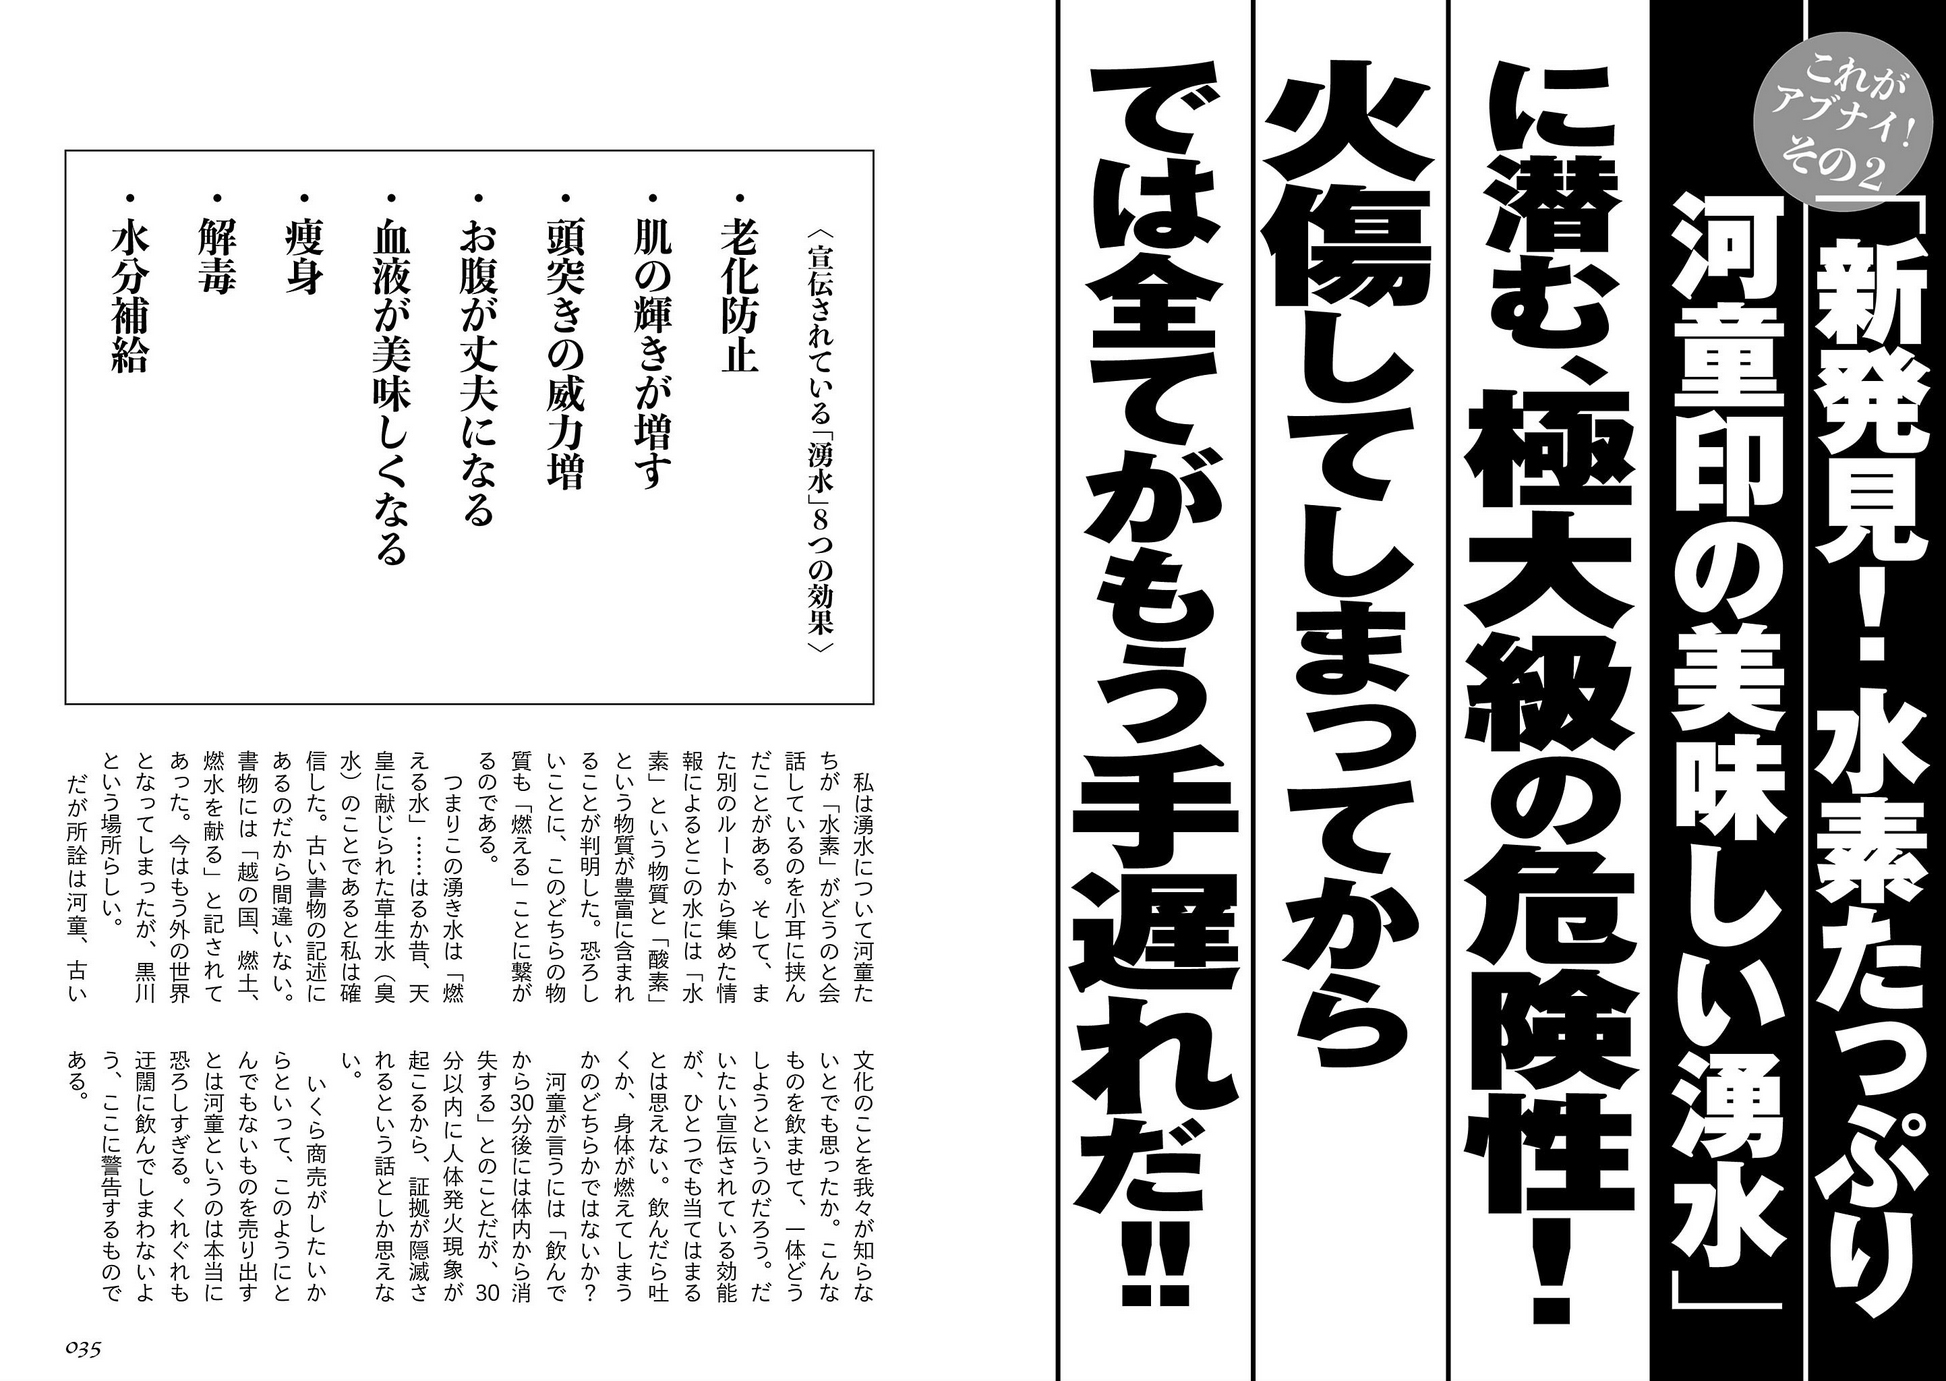 これが
アブナイ！
その2
「新発見！水素たっぷり
河童印の美味しい湧水」
に潜む、極大級の危険性！
火傷してしまってから
では全てがもう手遅れだ!!
〈宣伝されている「湧水」8つの効果〉
・老化防止
・肌の輝きが増す
・頭突きの威力増
・お腹が丈夫になる
・血液が美味しくなる
・痩身
・解毒
・水分補給
私は湧水について河童た
ちが「水素」がどうのと会
話しているのを小耳に挟ん
だことがある。そして、ま
た別のルートから集めた情
報によるとこの水には「水
素」という物質と「酸素」
という物質が豊富に含まれ
ることが判明した。恐ろし
いことに、このどちらの物
質も「燃える」ことに繋が
るのである。
つまりこの湧き水は「燃
える水」……はるか昔、天
皇に献じられた草生水（臭
水）のことであると私は確
信した。古い書物の記述に
あるのだから間違いない。
書物には「越の国、燃土、
燃水を献る」と記されて
あった。今はもう外の世界
となってしまったが、黒川
という場所らしい。
だが所詮は河童、古い
文化のことを我々が知らな
いとでも思ったか。こんな
ものを飲ませて、一体どう
しようというのだろう。だ
いたい宣伝されている効能
が、ひとつでも当てはまる
とは思えない。飲んだら吐
くか、身体が燃えてしまう
かのどちらかではないか？
河童が言うには「飲んで
から30分後には体内から消
失する」とのことだが、30
分以内に人体発火現象が
起こるから、証拠が隠滅さ
れるという話としか思えな
い。
いくら商売がしたいか
らといって、このようにと
んでもないものを売り出す
とは河童というのは本当に
恐ろしすぎる。くれぐれも
迂闊に飲んでしまわないよ
う、ここに警告するもので
ある。
035